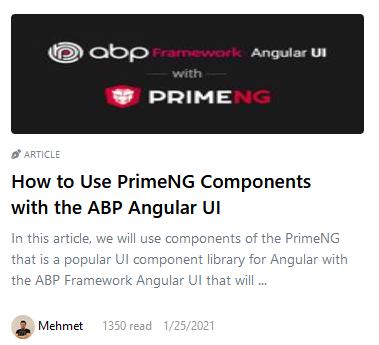 abp Framework Angular UI
with
PRIMENG
ARTICLE
How to Use PrimeNG Components
with the ABP Angular UI
In this article, we will use components of the PrimeNG
that is a popular UI component library for Angular with
the ABP Framework Angular UI that will ...
Mehmet 1350 read 1/25/2021